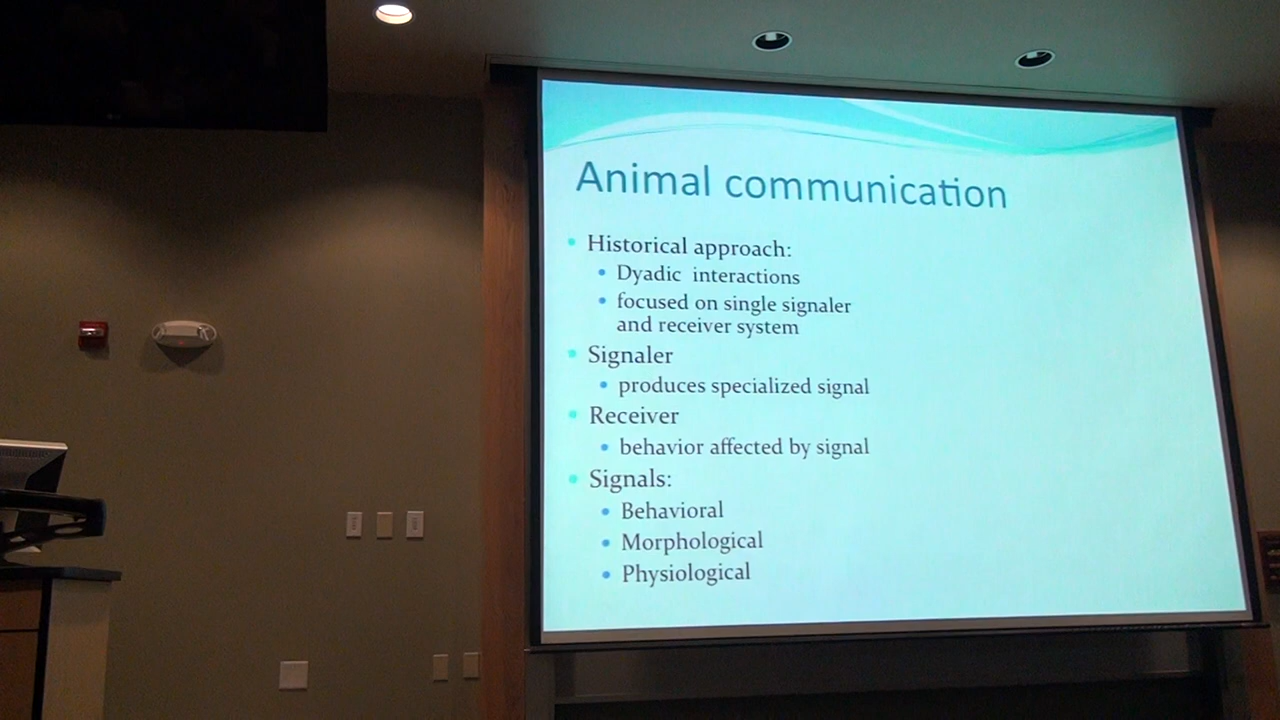 Animal communication
Historical approach:
Dyadic interactions
focused on single signaler
and receiver system
Signaler
produces specialized signal
Receiver
behavior affected by signal
Signals:
Behavioral
Morphological
Physiological